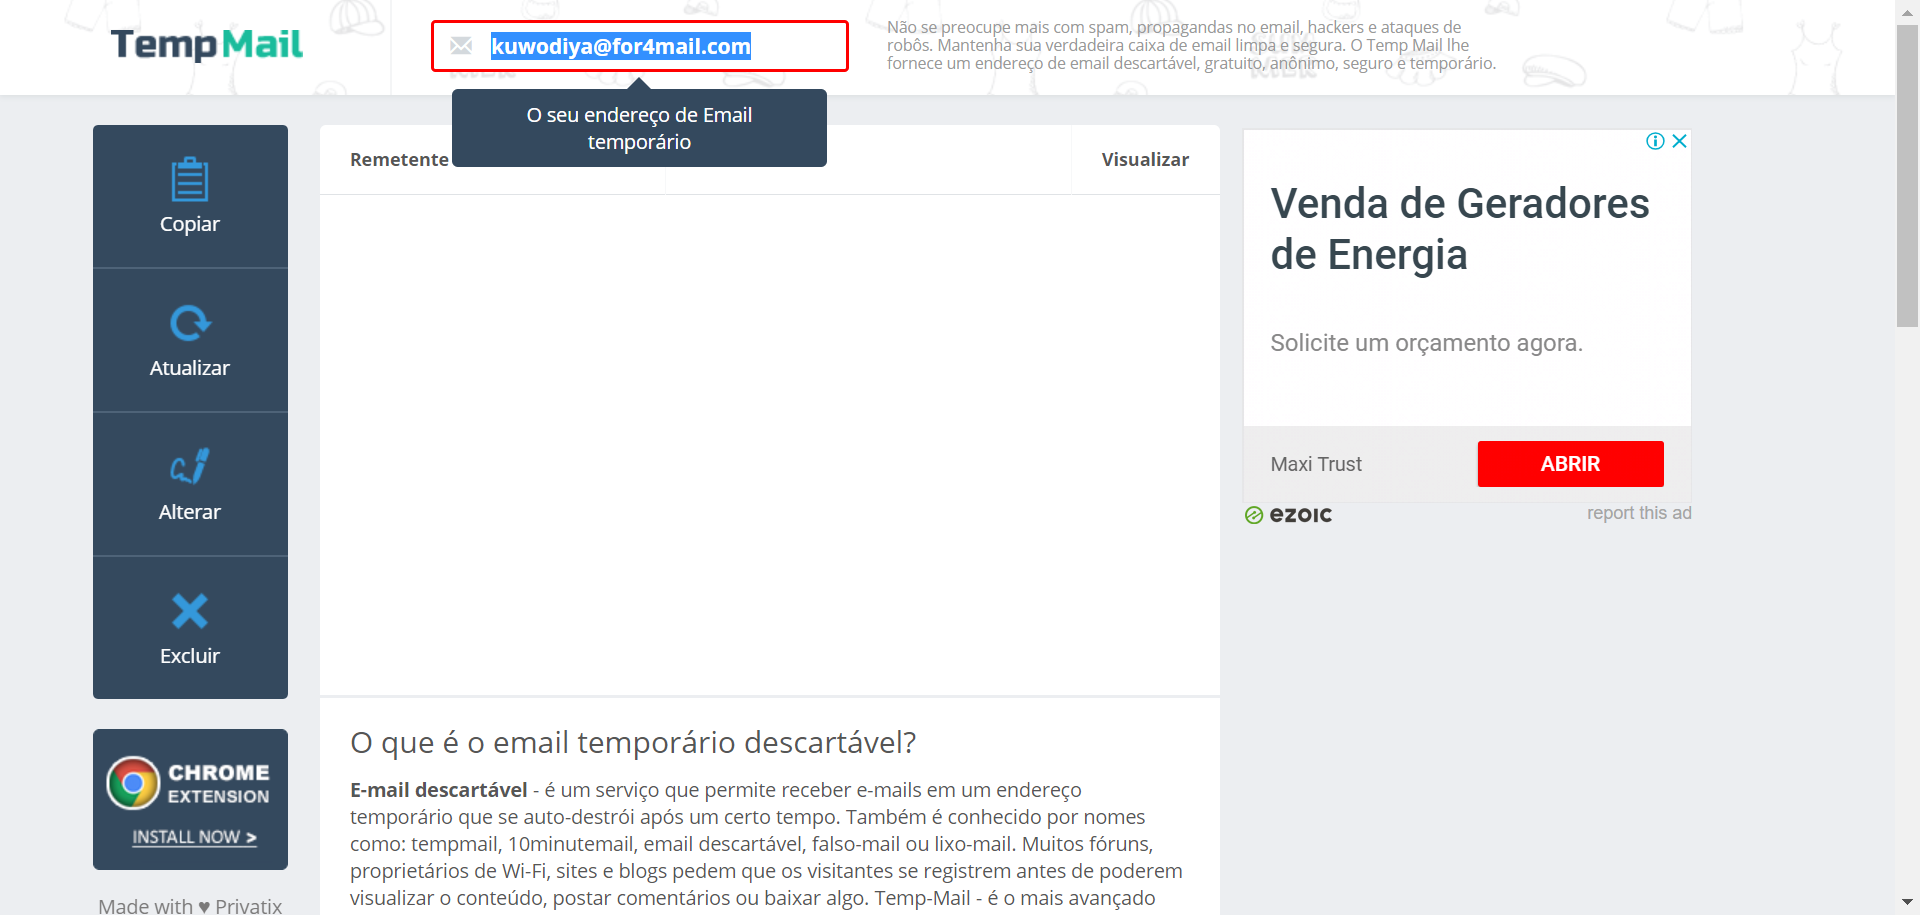 TempMail
kuwodiya@for4mail.com
Não se preocupe mais com spam, propagandas no email, hackers e ataques de
robôs. Mantenha sua verdadeira caixa de email limpa e segura. O Temp Mail lhe
fornece um endereço de email descartável, gratuito, anônimo, seguro e temporário.
O seu endereço de Email
temporário
Remetente
Visualizar
Copiar
Atualizar
Alterar
Excluir
CHROME
EXTENSION
INSTALL NOW >
Made with ♥ Privatix
Venda de Geradores
de Energia
Solicite um orçamento agora.
Maxi Trust
ABRIR
ezoic
report this ad
O que é o email temporário descartável?
E-mail descartável - é um serviço que permite receber e-mails em um endereço
temporário que se auto-destrói após um certo tempo. Também é conhecido por nomes
como: tempmail, 10minutemail, email descartável, falso-mail ou lixo-mail. Muitos fóruns,
proprietários de Wi-Fi, sites e blogs pedem que os visitantes se registrem antes de poderem
visualizar o conteúdo, postar comentários ou baixar algo. Temp-Mail - é o mais avançado